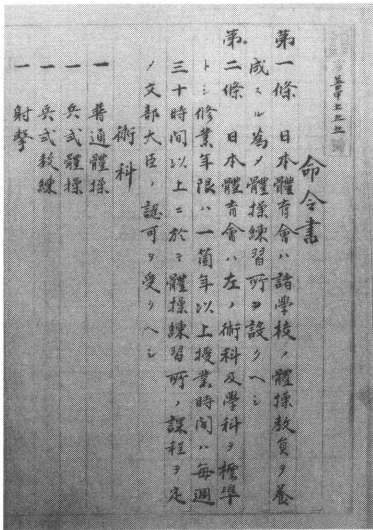 命令書
第一條　日本體育會ハ諸學校ノ體操教員ヲ養
成スル為メ體操練習所ヲ設クヘシ
第二條　日本體育會ハ左ノ術科及學科ヲ標準
トシ修業年限ハ一箇年以上授業時間ハ每週
三十時間以上ニ於テ體操練習所ノ課程ヲ定
メ文部大臣ノ認可ヲ受クヘシ
術科
一　普通體操
一　兵式體操
一　兵式教練
一　射擊